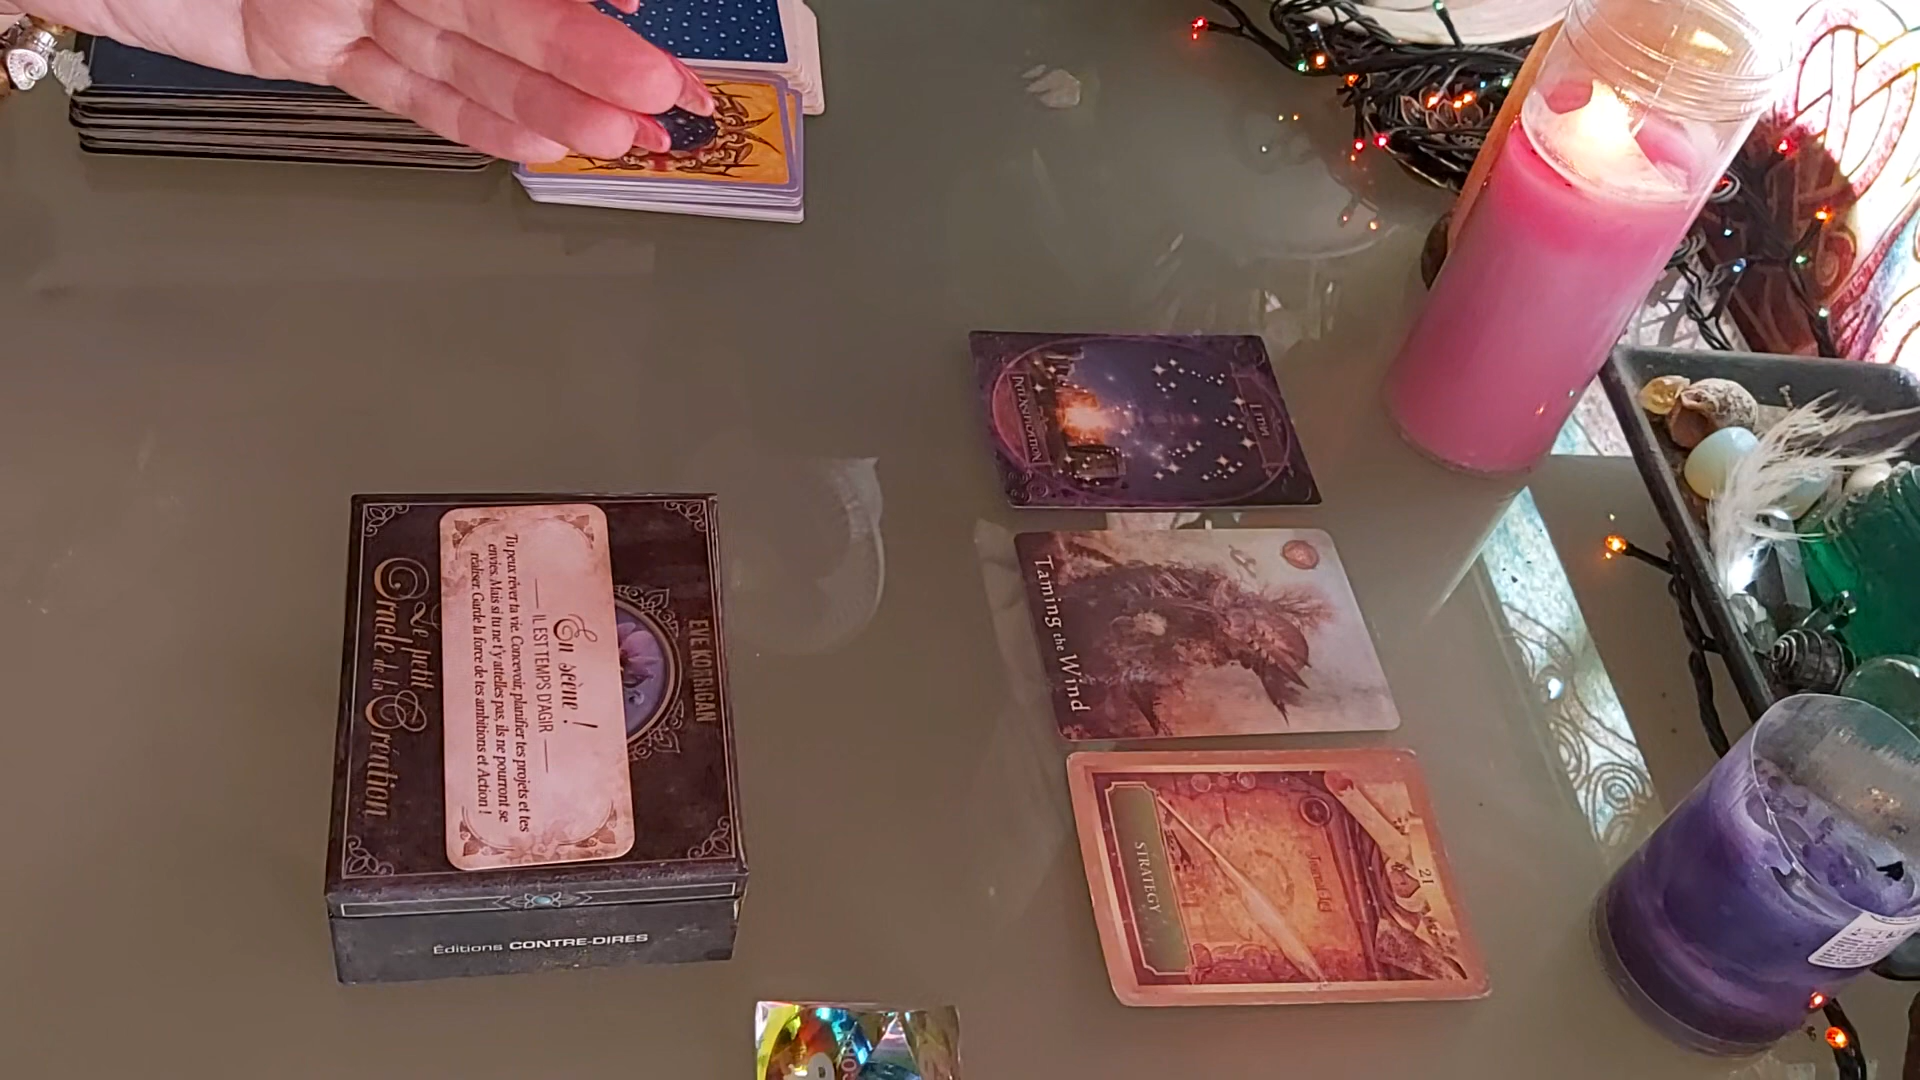 En scène !
IL EST TEMPS D'AGIR
Tu peux rêver ta vie. Concevoir, planifier tes projets et tes
envies. Mais si tu ne t'y attelles pas, ils ne pourront se
réaliser. Garde la force de tes ambitions et Action !
EVE KORRIGAN
Le petit
Oracle de la Création
Éditions CONTRE-DIRES
INTENSIFICATION
Taming the Wind
21
STRATEGY